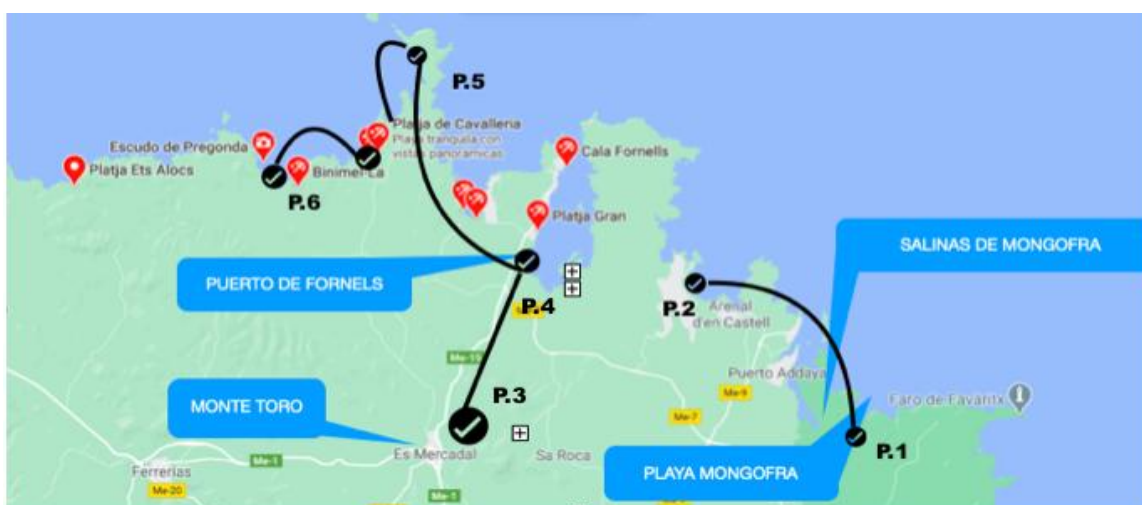 P.5
Platja de Cavalleria
Playa tranquila con
vistas panorámicas
Escudo de Pregonda
Platja Ets Alocs
Binimel·La
P.6
Cala Fornells
Platja Gran
SALINAS DE MONGOFRA
PUERTO DE FORNELS
P.4
P.2
Arenal
d'en Castell
Puerto Addaya
Me-15
Me-9
Me-7
P.3
MONTE TORO
Faro de Favàritx
P.1
Es Mercadal
Sa Roca
PLAYA MONGOFRA
Me-1
Ferrerias
Me-20
Me-1